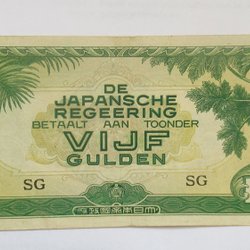 DE
JAPANSCHE
REGEERING
BETAALT AAN TOONDER
VIJF
GULDEN
SG SG